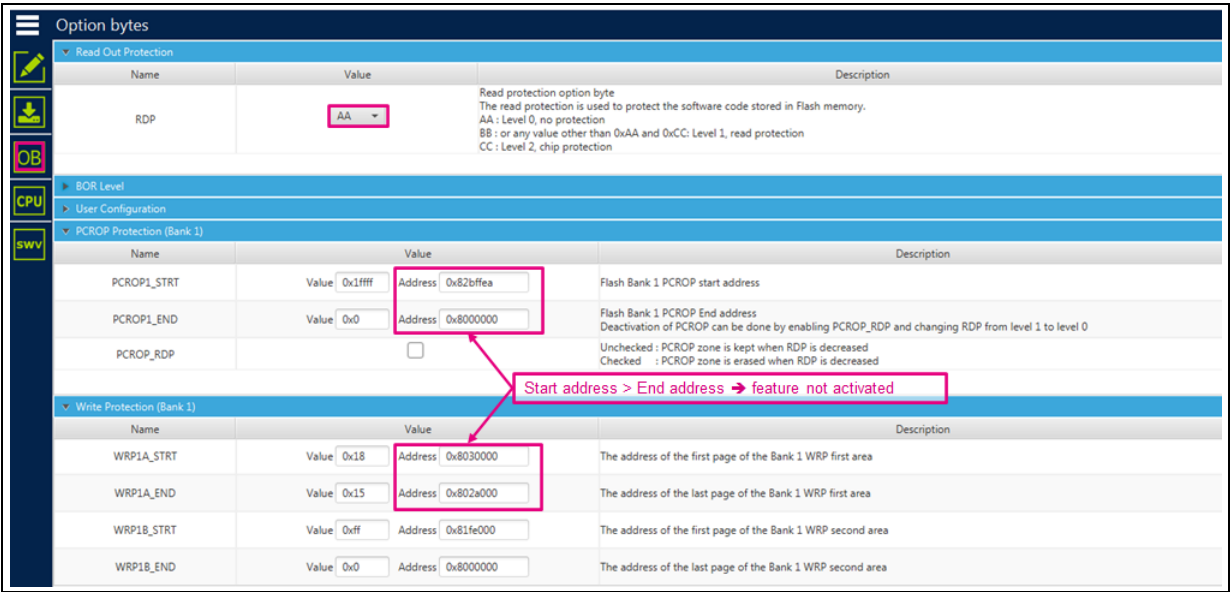 Option bytes
Read Out Protection
Name Value Description
RDP AA
Read protection option byte
The read protection is used to protect the software code stored in Flash memory.
AA : Level 0, no protection
BB : or any value other than 0xAA and 0xCC: Level 1, read protection
CC : Level 2, chip protection
OB
BOR Level
CPU
User Configuration
SWV
PCROP Protection (Bank 1)
Name Value Description
PCROP1_STRT Value 0x1ffff Address 0x82bffea Flash Bank 1 PCROP start address
PCROP1_END Value 0x0 Address 0x8000000 Flash Bank 1 PCROP End address
Deactivation of PCROP can be done by enabling PCROP_RDP and changing RDP from level 1 to level 0
PCROP_RDP Unchecked : PCROP zone is kept when RDP is decreased
Checked : PCROP zone is erased when RDP is decreased
Start address > End address ➔ feature not activated
Write Protection (Bank 1)
Name Value Description
WRP1A_STRT Value 0x18 Address 0x8030000 The address of the first page of the Bank 1 WRP first area
WRP1A_END Value 0x15 Address 0x802a000 The address of the last page of the Bank 1 WRP first area
WRP1B_STRT Value 0xff Address 0x81fe000 The address of the first page of the Bank 1 WRP second area
WRP1B_END Value 0x0 Address 0x8000000 The address of the last page of the Bank 1 WRP second area